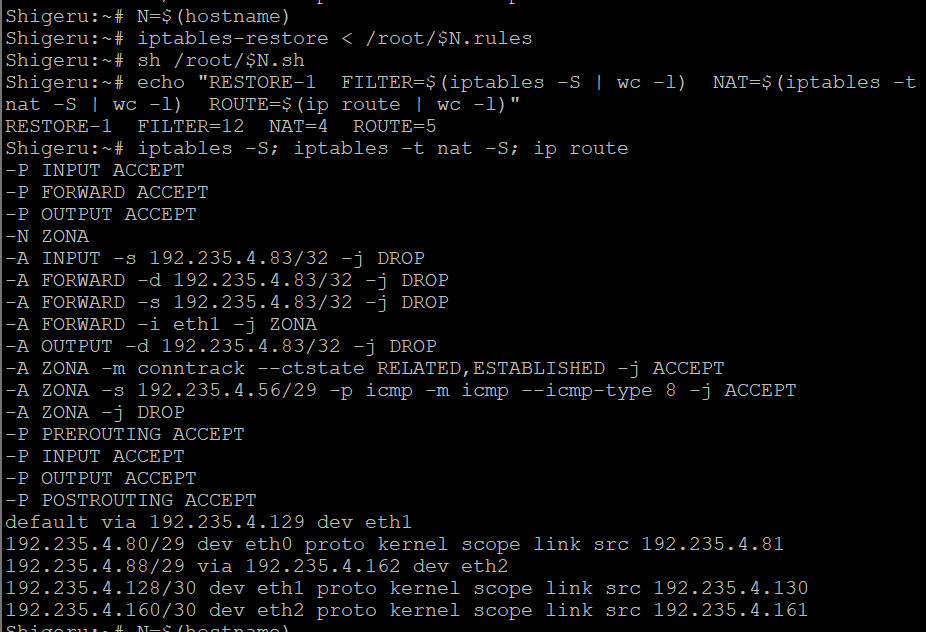 Shigeru:~# N=$(hostname)
Shigeru:~# iptables-restore < /root/$N.rules
Shigeru:~# sh /root/$N.sh
Shigeru:~# echo "RESTORE-1  FILTER=$(iptables -S | wc -l)  NAT=$(iptables -t
nat -S | wc -l)  ROUTE=$(ip route | wc -l)"
RESTORE-1  FILTER=12  NAT=4  ROUTE=5
Shigeru:~# iptables -S; iptables -t nat -S; ip route
-P INPUT ACCEPT
-P FORWARD ACCEPT
-P OUTPUT ACCEPT
-N ZONA
-A INPUT -s 192.235.4.83/32 -j DROP
-A FORWARD -d 192.235.4.83/32 -j DROP
-A FORWARD -s 192.235.4.83/32 -j DROP
-A FORWARD -i eth1 -j ZONA
-A OUTPUT -d 192.235.4.83/32 -j DROP
-A ZONA -m conntrack --ctstate RELATED,ESTABLISHED -j ACCEPT
-A ZONA -s 192.235.4.56/29 -p icmp -m icmp --icmp-type 8 -j ACCEPT
-A ZONA -j DROP
-P PREROUTING ACCEPT
-P INPUT ACCEPT
-P OUTPUT ACCEPT
-P POSTROUTING ACCEPT
default via 192.235.4.129 dev eth1
192.235.4.80/29 dev eth0 proto kernel scope link src 192.235.4.81
192.235.4.88/29 via 192.235.4.162 dev eth2
192.235.4.128/30 dev eth1 proto kernel scope link src 192.235.4.130
192.235.4.160/30 dev eth2 proto kernel scope link src 192.235.4.161
Shigeru:~# N=$(hostname)